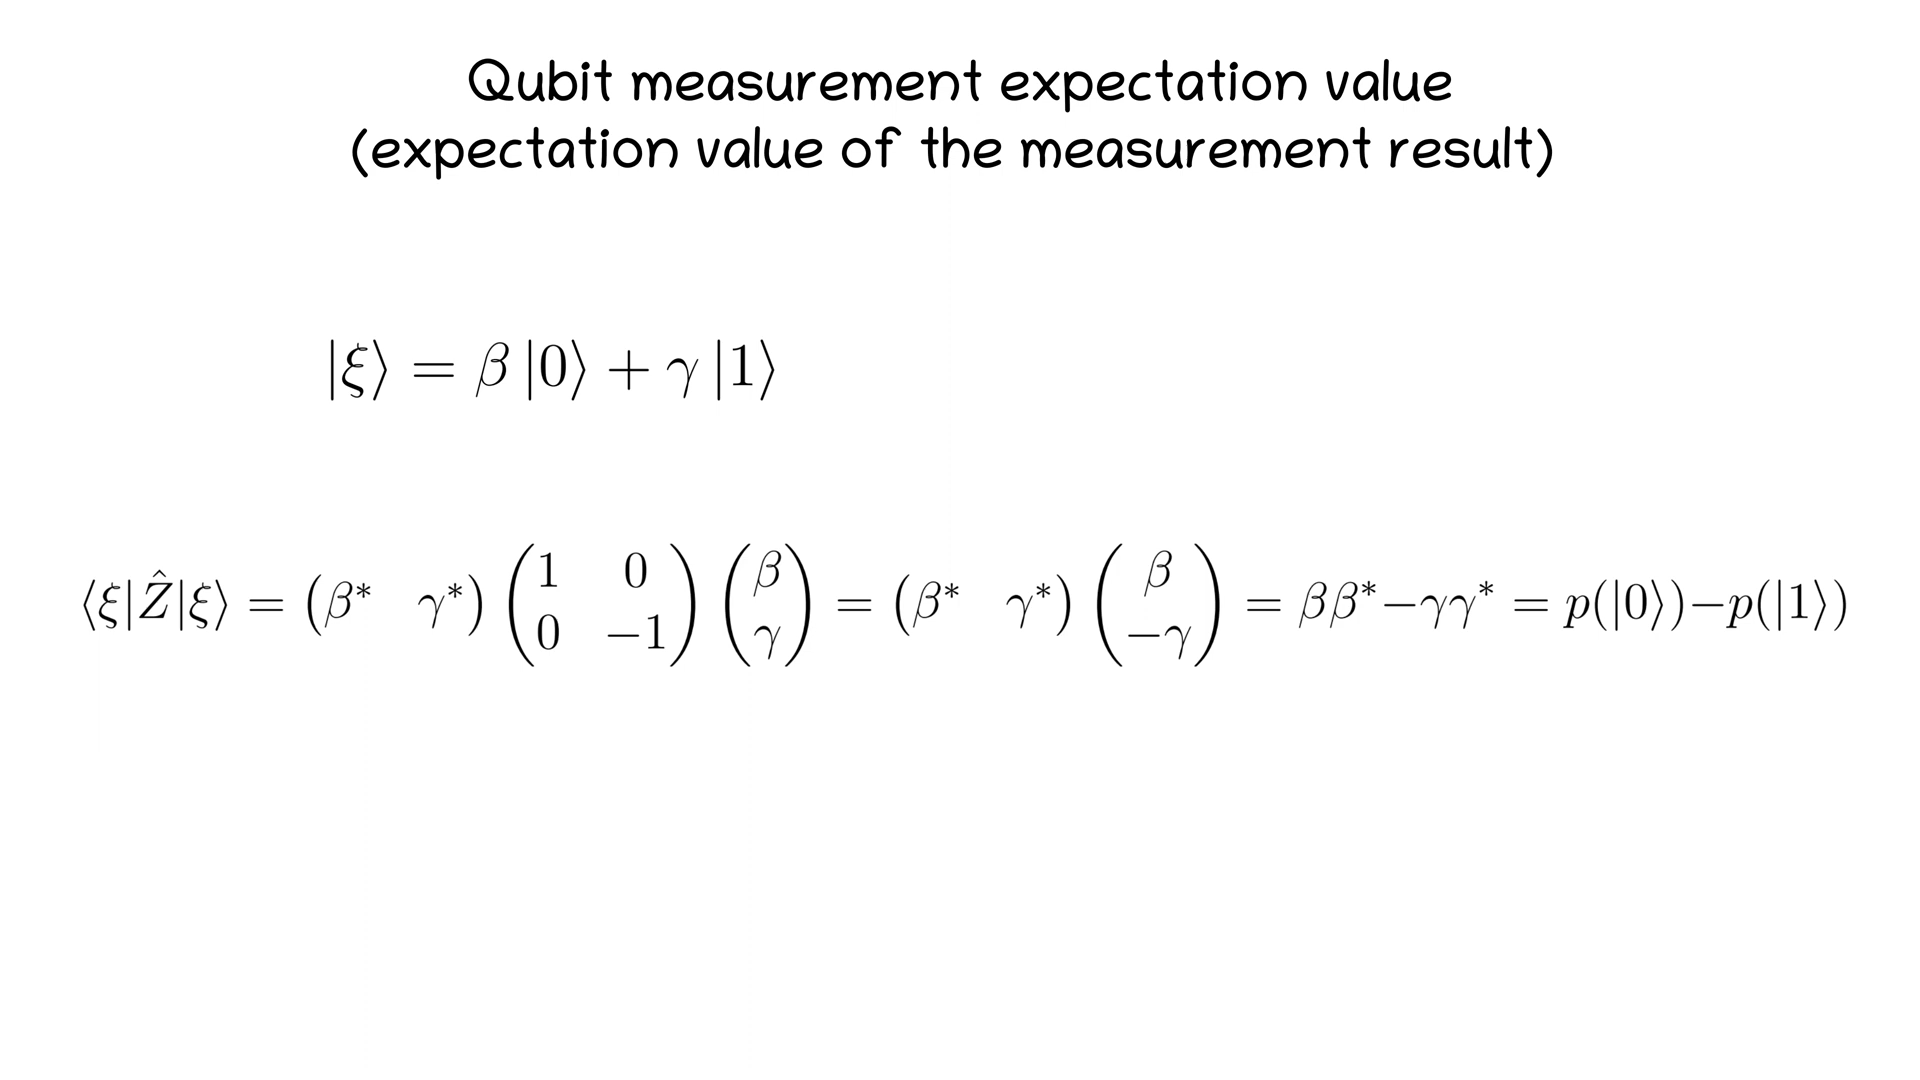 Qubit measurement expectation value
(expectation value of the measurement result)
|ξ⟩ = β |0⟩ + γ |1⟩
⟨ξ|Ẑ|ξ⟩ = (β* γ*) (1 0 0 −1) (β γ) = (β* γ*) (β −γ) = ββ*−γγ* = p(|0⟩)−p(|1⟩)